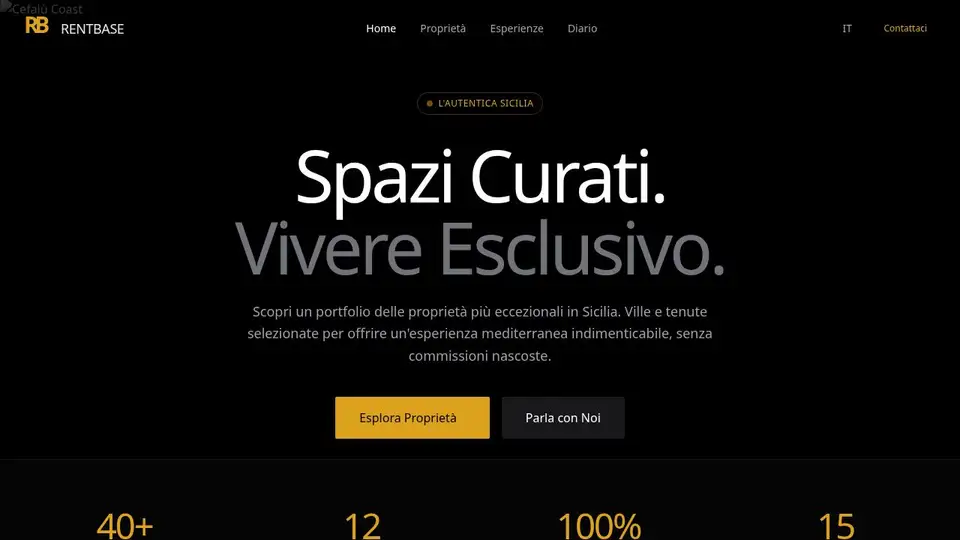 Cefalù Coast
RB RENTBASE
Home Proprietà Esperienze Diario
IT Contattaci
L'AUTENTICA SICILIA
Spazi Curati.
Vivere Esclusivo.
Scopri un portfolio delle proprietà più eccezionali in Sicilia. Ville e tenute
selezionate per offrire un'esperienza mediterranea indimenticabile, senza
commissioni nascoste.
Esplora Proprietà Parla con Noi
40+ 12 100% 15